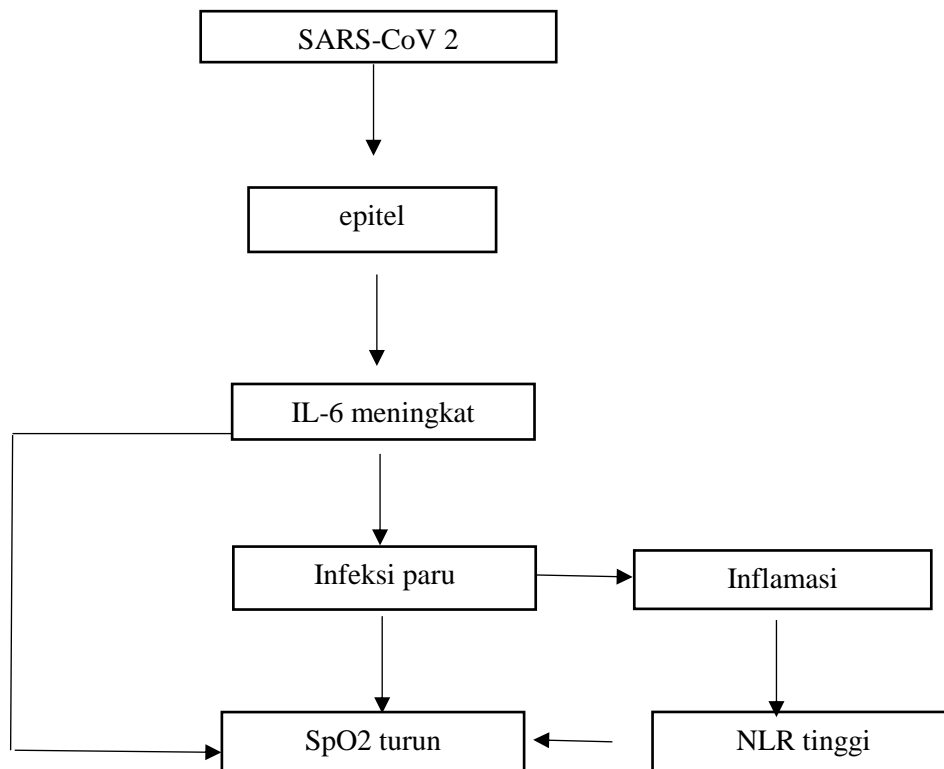 SARS-CoV 2
epitel
IL-6 meningkat
Infeksi paru
Inflamasi
SpO2 turun
NLR tinggi